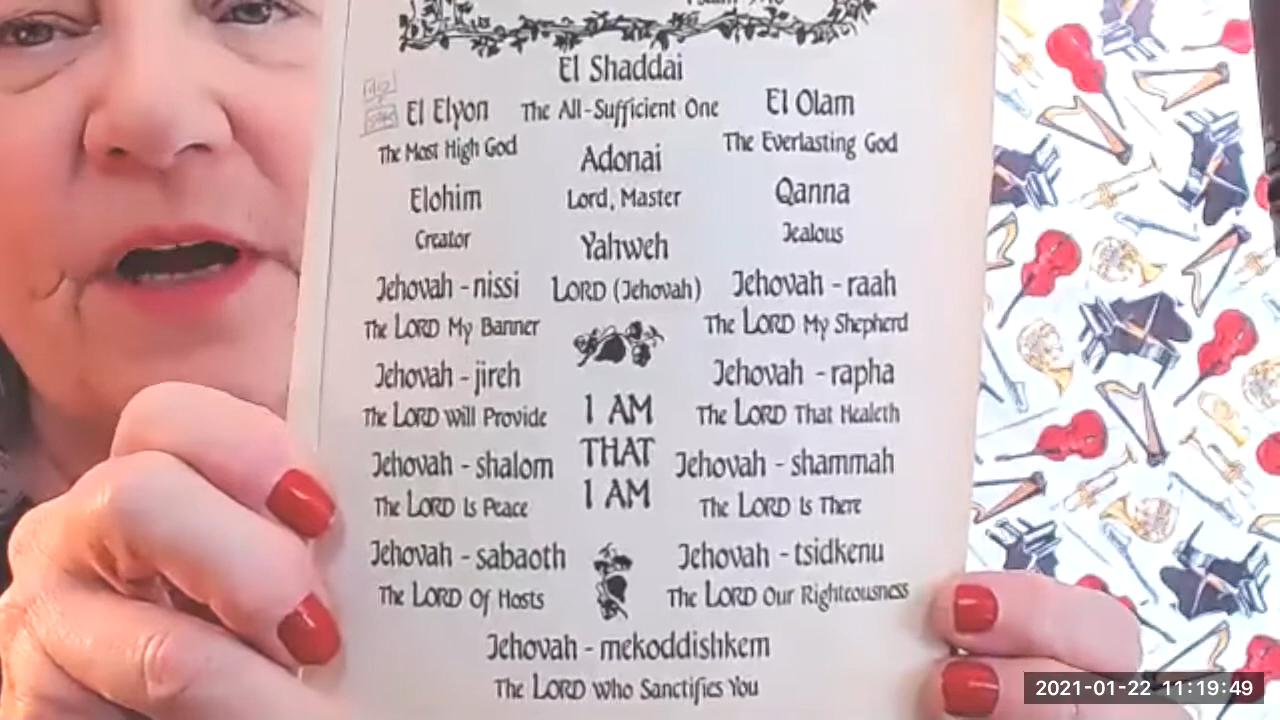 El Shaddai
The All-Sufficient One
El Elyon
The Most High God
El Olam
The Everlasting God
Adonai
Lord, Master
Elohim
Creator
Qanna
Jealous
Yahweh
LORD (Jehovah)
Jehovah - nissi
The LORD My Banner
Jehovah - raah
The LORD My Shepherd
Jehovah - jireh
The LORD Will Provide
I AM
THAT
I AM
Jehovah - rapha
The LORD That Healeth
Jehovah - shalom
The LORD Is Peace
Jehovah - shammah
The LORD Is There
Jehovah - sabaoth
The LORD Of Hosts
Jehovah - tsidkenu
The LORD Our Righteousness
Jehovah - mekoddishkem
The LORD Who Sanctifies You
2021-01-22 11:19:49